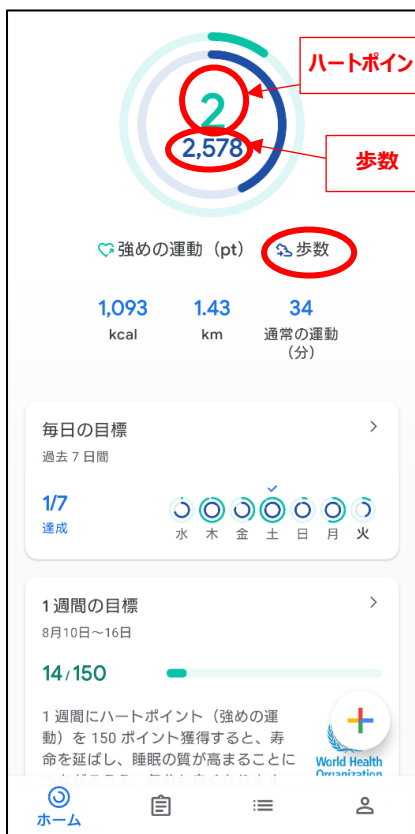 ハートポイン
2
2,578
歩数
強めの運動（pt） 歩数
1,093 1.43 34
kcal km 通常の運動
（分）
毎日の目標
過去 7 日間
1/7
達成
水 木 金 土 日 月 火
1 週間の目標
8月10日～16日
14/150
1 週間にハートポイント（強めの運
動）を 150 ポイント獲得すると、寿
命を延ばし、睡眠の質が高まることに
World Health
Organization
ホーム